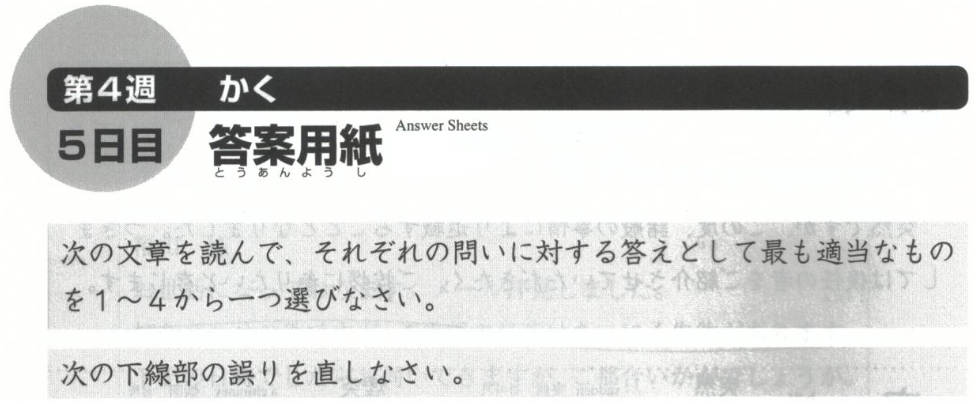 第4週 かく
5日目 答案用紙 Answer Sheets
とうあんようし
次の文章を読んで、それぞれの問いに対する答えとして最も適当なもの
を1～4から一つ選びなさい。
次の下線部の誤りを直しなさい。